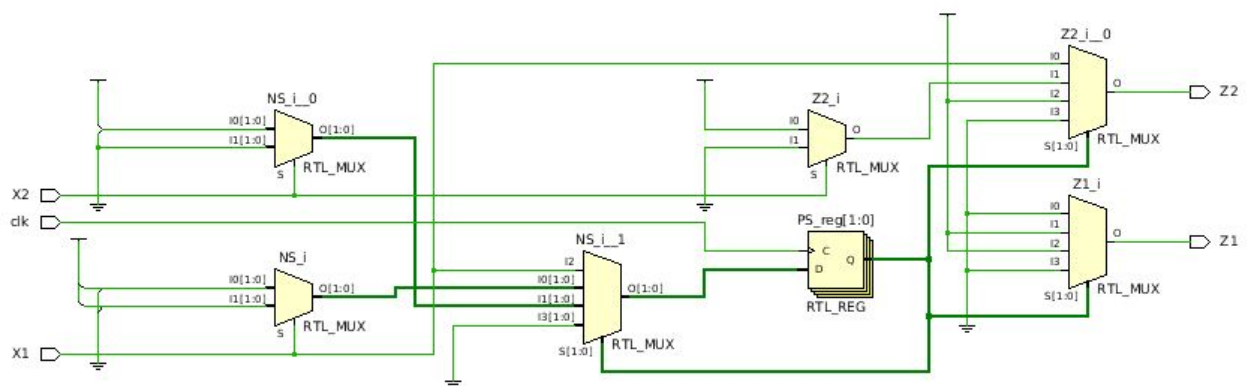 Z2_i__0
I0
I1
I2
I3
O
S[1:0]
RTL_MUX
Z2
NS_i__0
I0[1:0]
I1[1:0]
O[1:0]
S
RTL_MUX
Z2_i
I0
I1
O
S
RTL_MUX
X2
clk
Z1_i
I0
I1
I2
I3
O
S[1:0]
RTL_MUX
Z1
PS_reg[1:0]
C
D
Q
RTL_REG
NS_i__1
I2
I0[1:0]
I1[1:0]
I3[1:0]
O[1:0]
S[1:0]
RTL_MUX
NS_i
I0[1:0]
I1[1:0]
O[1:0]
S
RTL_MUX
X1